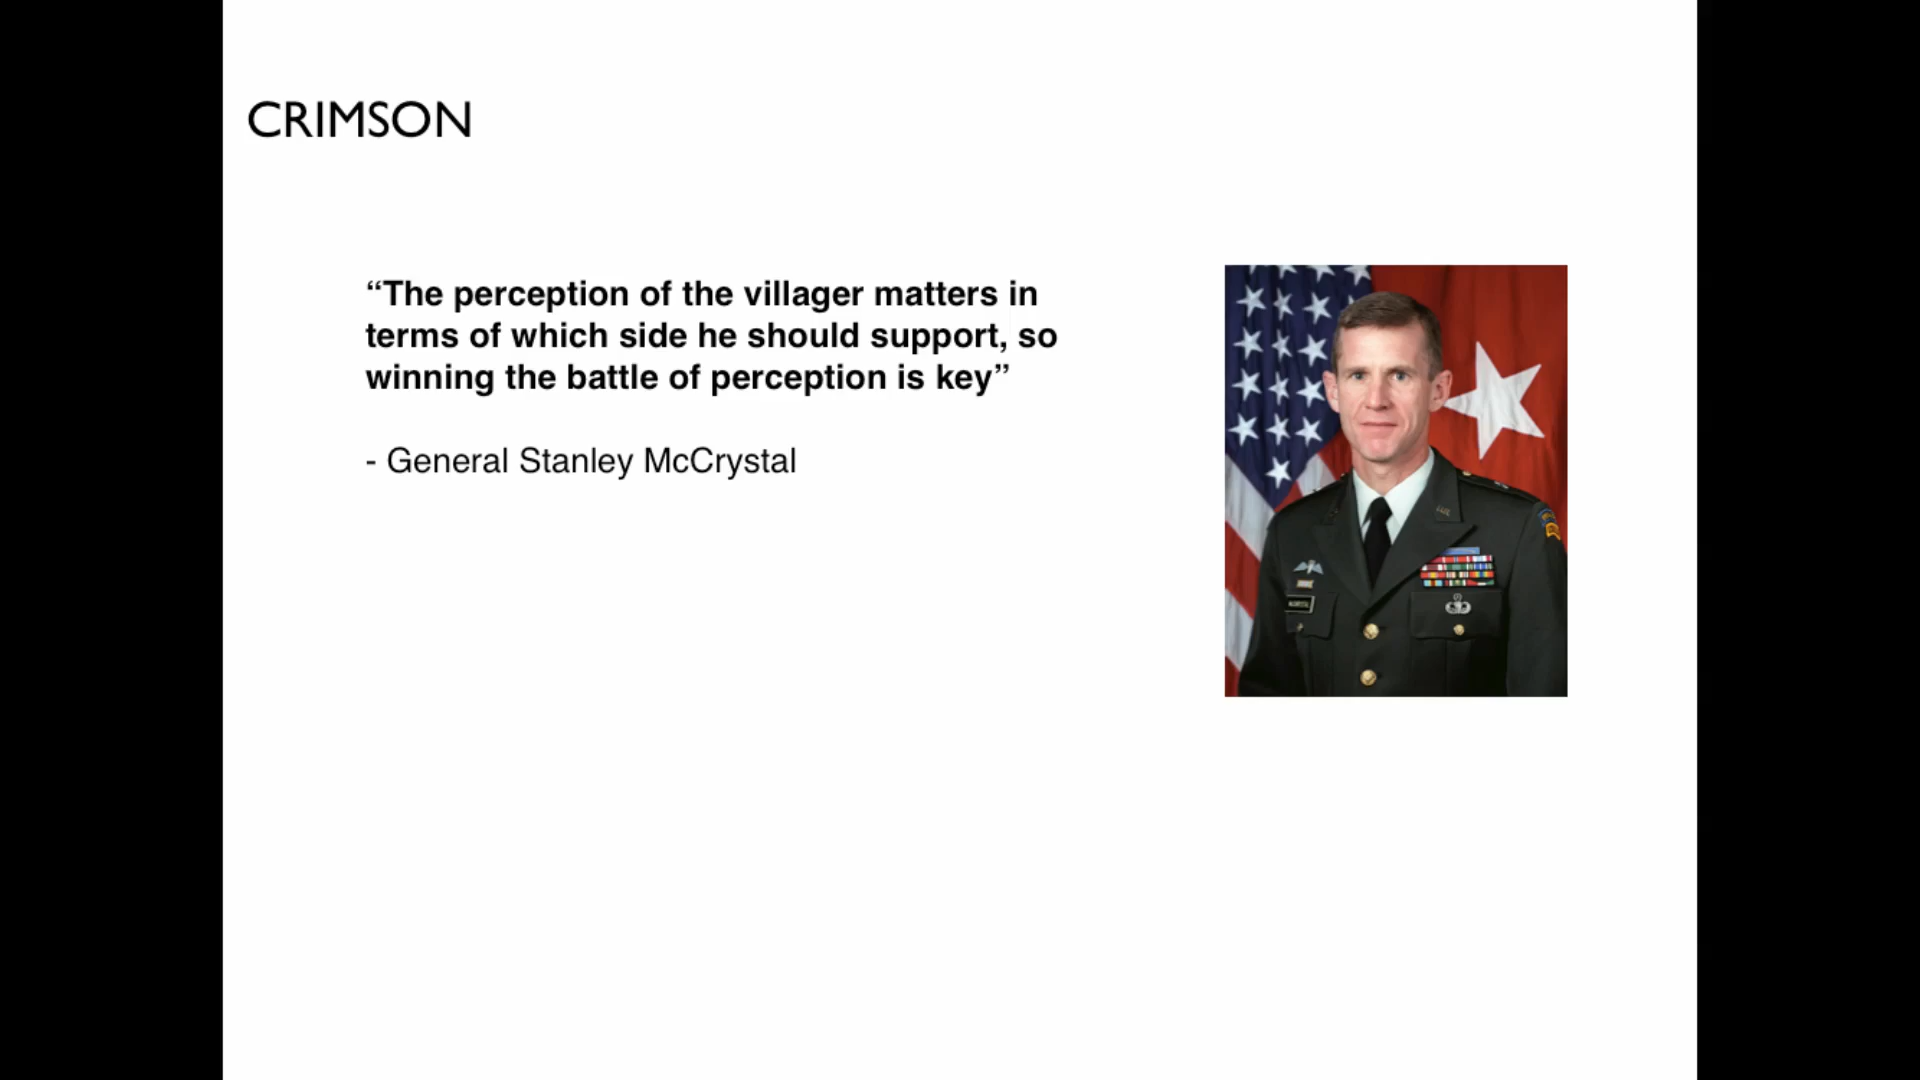 CRIMSON
“The perception of the villager matters in
terms of which side he should support, so
winning the battle of perception is key”
- General Stanley McCrystal